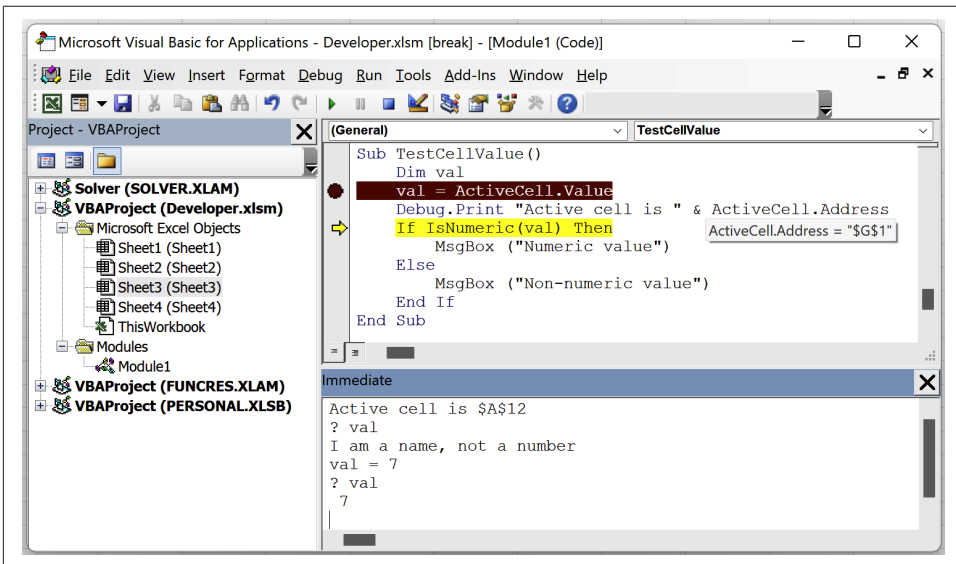 Microsoft Visual Basic for Applications - Developer.xlsm [break] - [Module1 (Code)]
File Edit View Insert Format Debug Run Tools Add-Ins Window Help
Project - VBAProject
Solver (SOLVER.XLAM)
VBAProject (Developer.xlsm)
Microsoft Excel Objects
Sheet1 (Sheet1)
Sheet2 (Sheet2)
Sheet3 (Sheet3)
Sheet4 (Sheet4)
ThisWorkbook
Modules
Module1
VBAProject (FUNCRES.XLAM)
VBAProject (PERSONAL.XLSB)
(General) TestCellValue
Sub TestCellValue()
Dim val
val = ActiveCell.Value
Debug.Print "Active cell is " & ActiveCell.Address
If IsNumeric(val) Then
ActiveCell.Address = "$G$1"
MsgBox ("Numeric value")
Else
MsgBox ("Non-numeric value")
End If
End Sub
Immediate
Active cell is $A$12
? val
I am a name, not a number
val = 7
? val
7